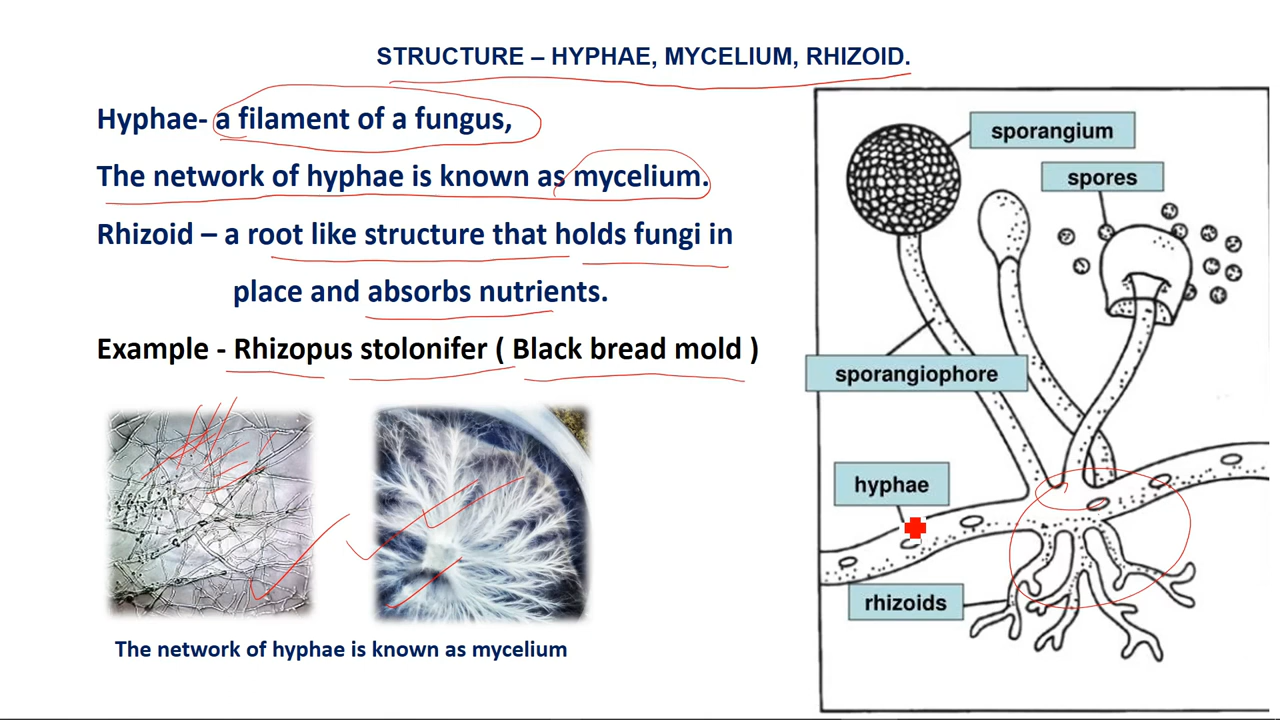 STRUCTURE – HYPHAE, MYCELIUM, RHIZOID.
Hyphae- a filament of a fungus,
The network of hyphae is known as mycelium.
Rhizoid – a root like structure that holds fungi in
place and absorbs nutrients.
Example - Rhizopus stolonifer ( Black bread mold )
The network of hyphae is known as mycelium
sporangium
spores
sporangiophore
hyphae
rhizoids